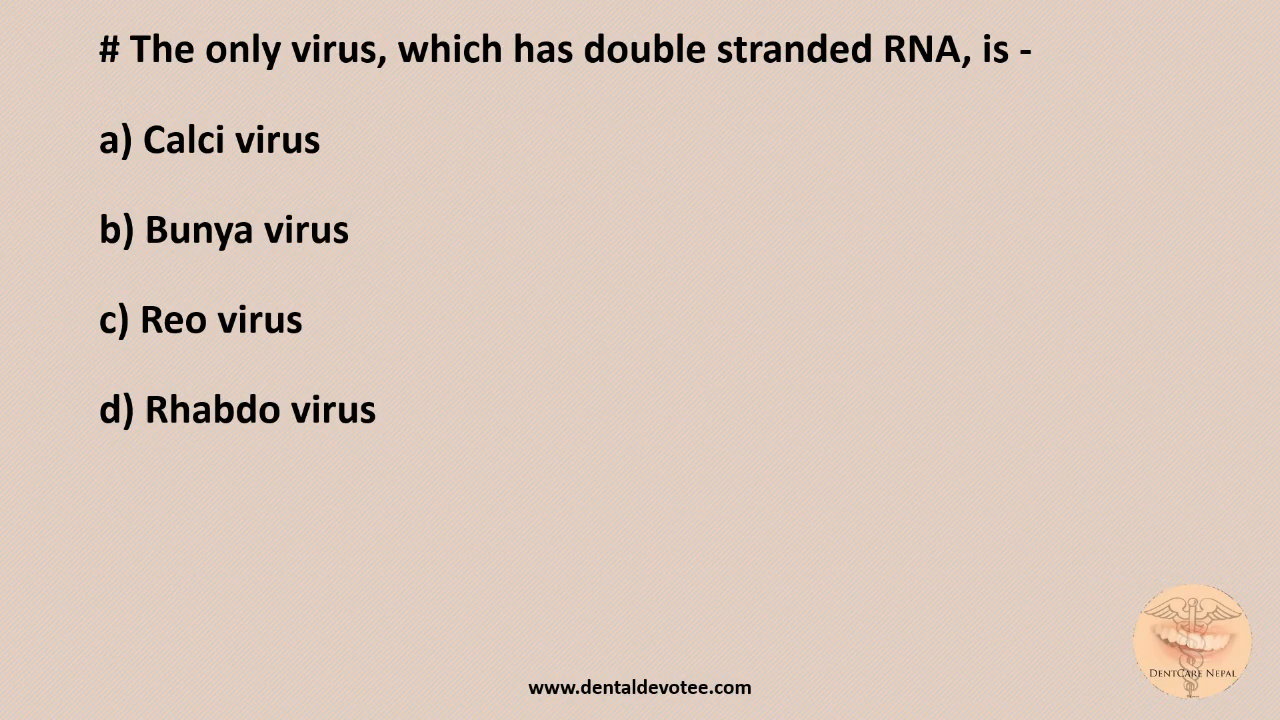 # The only virus, which has double stranded RNA, is -
a) Calci virus
b) Bunya virus
c) Reo virus
d) Rhabdo virus
DentCare Nepal
www.dentaldevotee.com